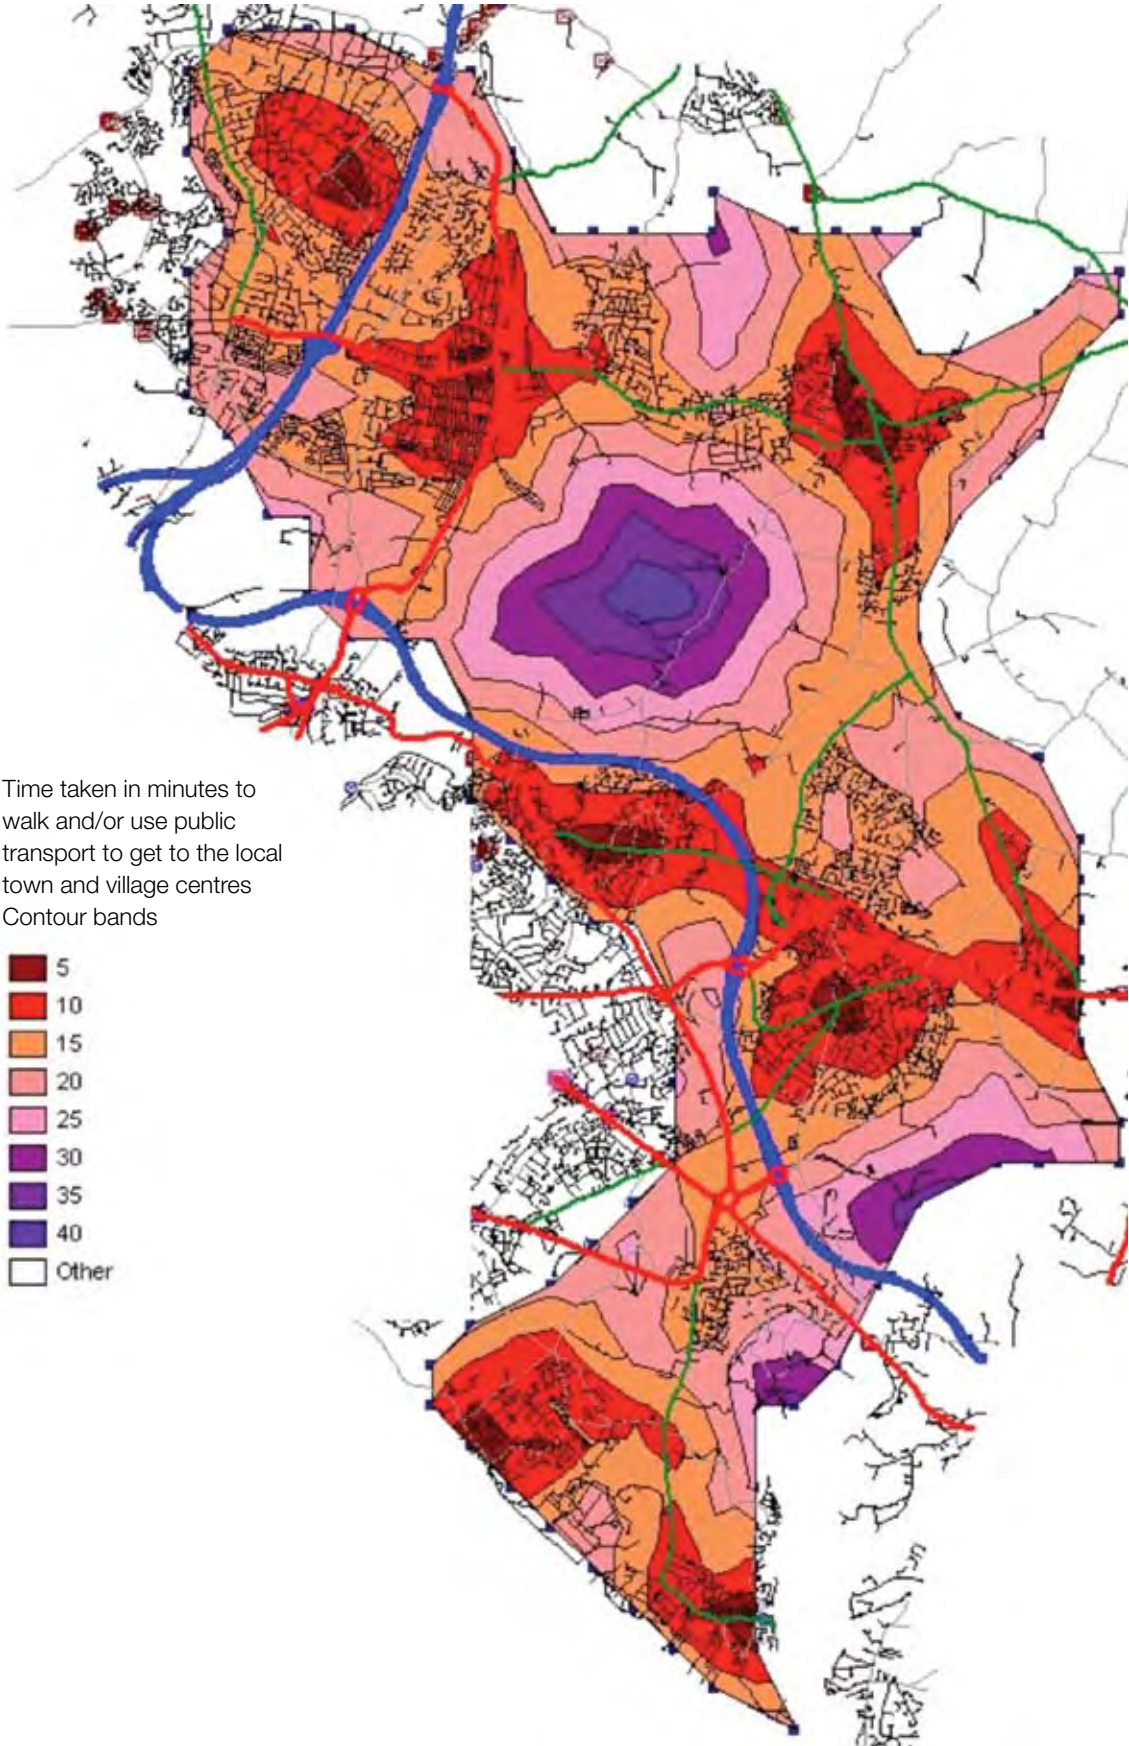 Time taken in minutes to
walk and/or use public
transport to get to the local
town and village centres
Contour bands
5
10
15
20
25
30
35
40
Other